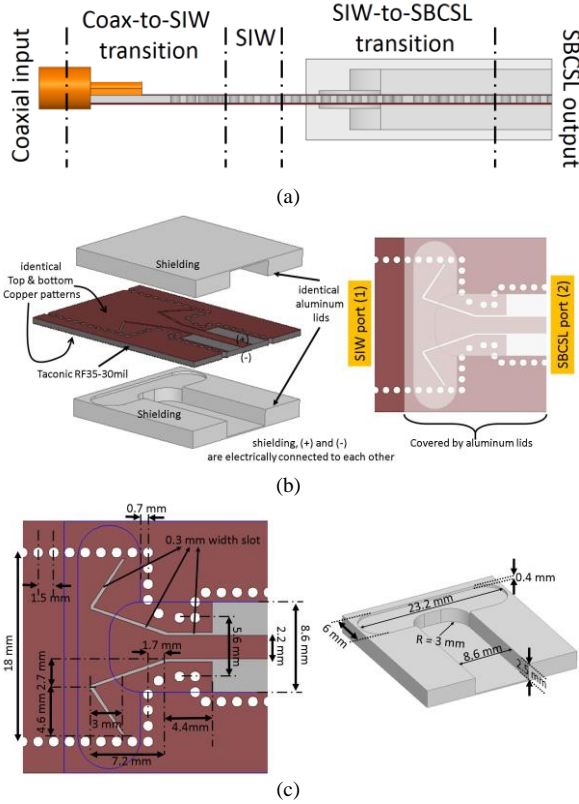 Coax-to-SIW
transition
SIW
SIW-to-SBCSL
transition
Coaxial input
SBCSL output
(a)
Shielding
identical
Top & bottom
Copper patterns
identical
aluminum
lids
(+)
(-)
Taconic RF35-30mil
Shielding
shielding, (+) and (-)
are electrically connected to each other
SIW port (1)
SBCSL port (2)
Covered by aluminum lids
(b)
0.7 mm
0.3 mm width slot
1.5 mm
18 mm
1.7 mm
2.7 mm
4.6 mm
3 mm
7.2 mm
4.4mm
5.6 mm
2.2 mm
8.6 mm
0.4 mm
23.2 mm
6 mm
R = 3 mm
8.6 mm
(c)